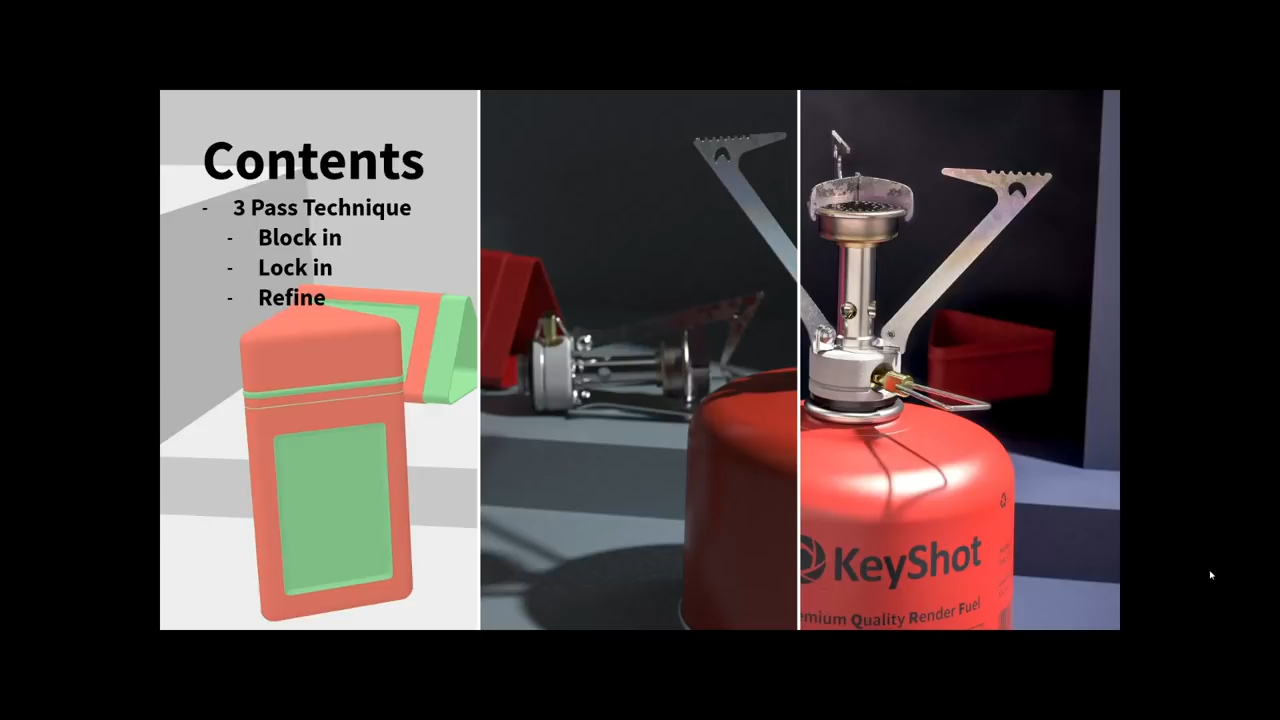 Contents
- 3 Pass Technique
- Block in
- Lock in
- Refine
KeyShot
emium Quality Render Fuel